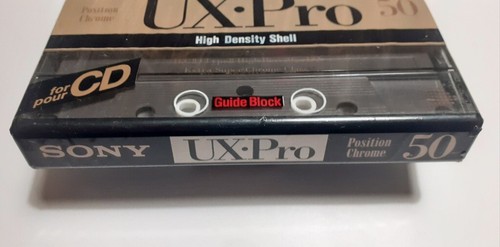 Position
Chrome
UX·Pro 50
High Density Shell
for
pour CD
Guide Block
SONY UX·Pro Position
Chrome 50